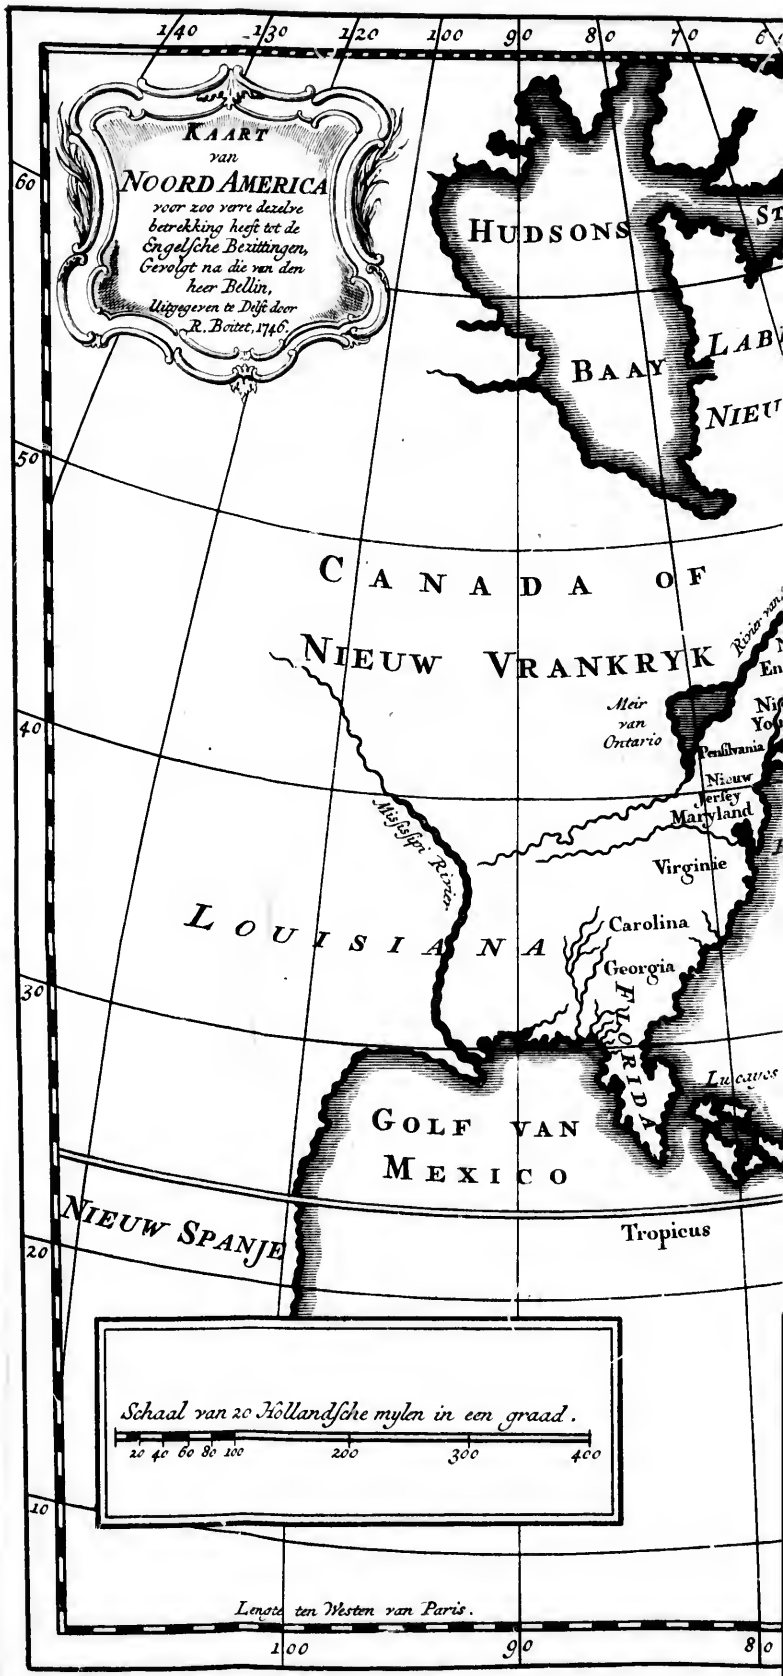 140 130 120 100 90 80 70
KAART
van
NOORD AMERICA
voor zoo verre dezelve
betrekking heeft tot de
Engelsche Bezittingen,
Gevolgt na die van den
heer Bellin,
Uitgegeven te Delft door
R. Boitet, 1746.
60
HUDSONS
BAAY
50
CANADA OF
NIEUW VRANKRYK
Rivier van
Meir
van
Ontario
40
Pensilvania
Nieuw
Jersey
Maryland
Missisipi Rivier
Virginie
LOUISIANA
Carolina
Georgia
30
FLORIDA
Lucayes
GOLF VAN
MEXICO
NIEUW SPANJE
Tropicus
20
Schaal van 20 Hollandsche mylen in een graad.
20 40 60 80 100 200 300 400
10
Lengte ten Westen van Paris.
100 90 80